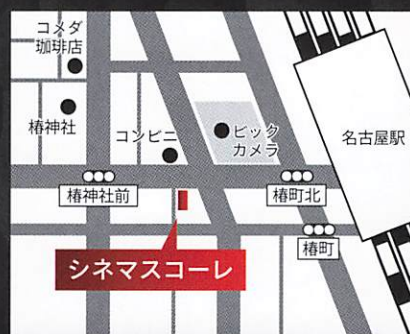 コメダ
珈琲店
椿神社
コンビニ
ビック
カメラ
名古屋駅
椿神社前
椿町北
椿町
シネマスコーレ